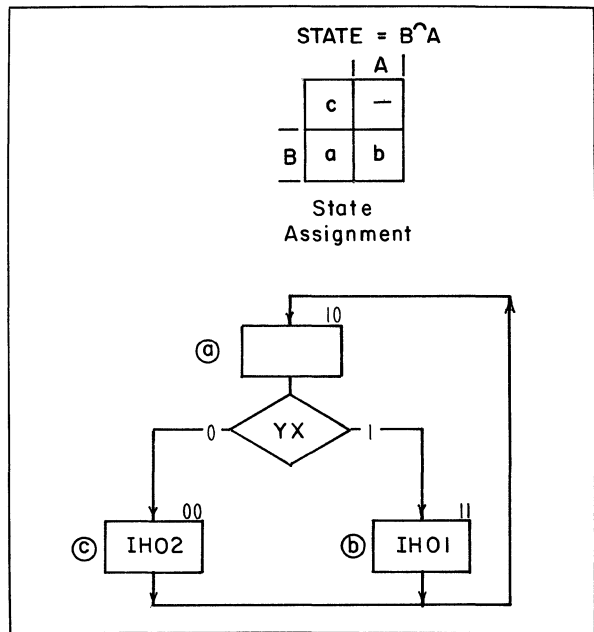 STATE = B⌒A
A
c —
B a b
State
Assignment
10
ⓐ
0 YX 1
00 11
ⓒ IHO2 ⓑ IHO1